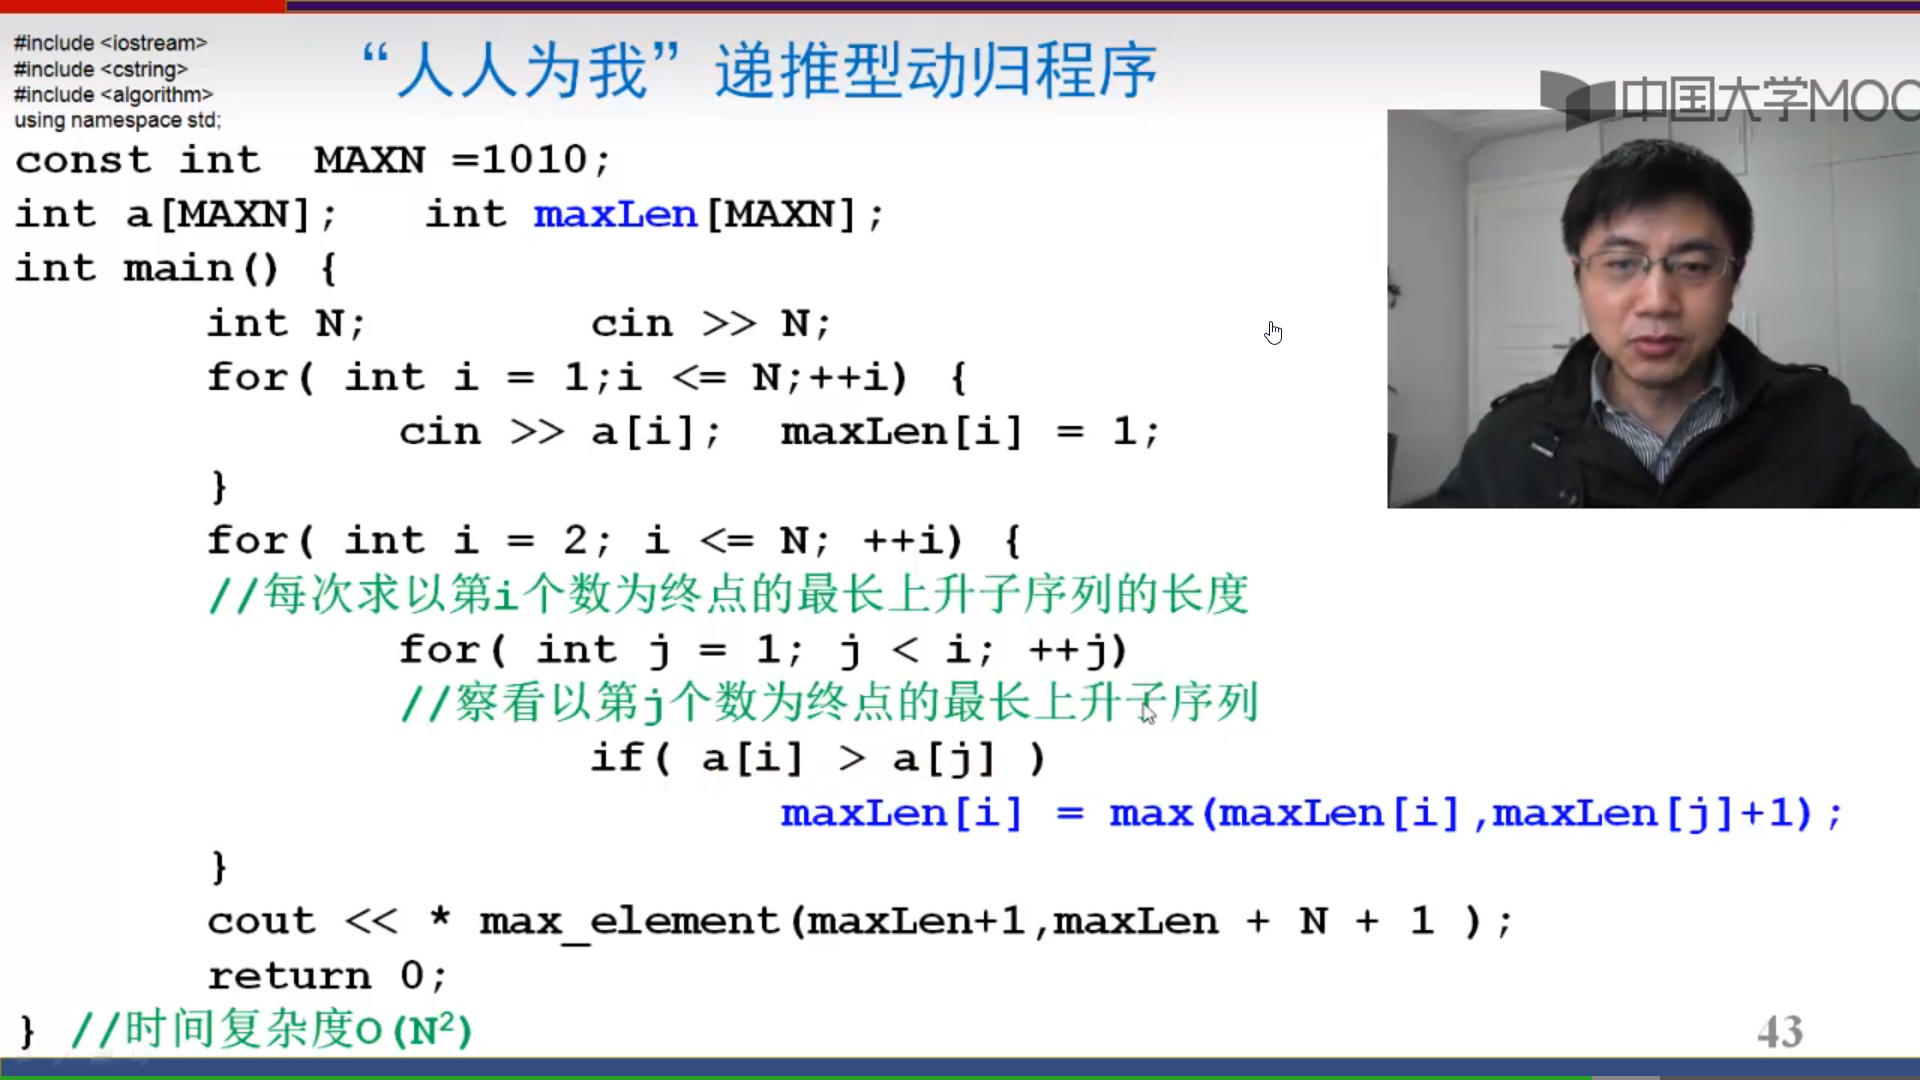 #include <iostream>
#include <cstring>
#include <algorithm>
using namespace std;
“人人为我”递推型动归程序
中国大学MOO
const int  MAXN =1010;
int a[MAXN];   int maxLen[MAXN];
int main() {
int N;        cin >> N;
for( int i = 1;i <= N;++i) {
cin >> a[i];  maxLen[i] = 1;
}
for( int i = 2; i <= N; ++i) {
//每次求以第i个数为终点的最长上升子序列的长度
for( int j = 1; j < i; ++j)
//察看以第j个数为终点的最长上升子序列
if( a[i] > a[j] )
maxLen[i] = max(maxLen[i],maxLen[j]+1);
}
cout << * max_element(maxLen+1,maxLen + N + 1 );
return 0;
} //时间复杂度O(N²)
43